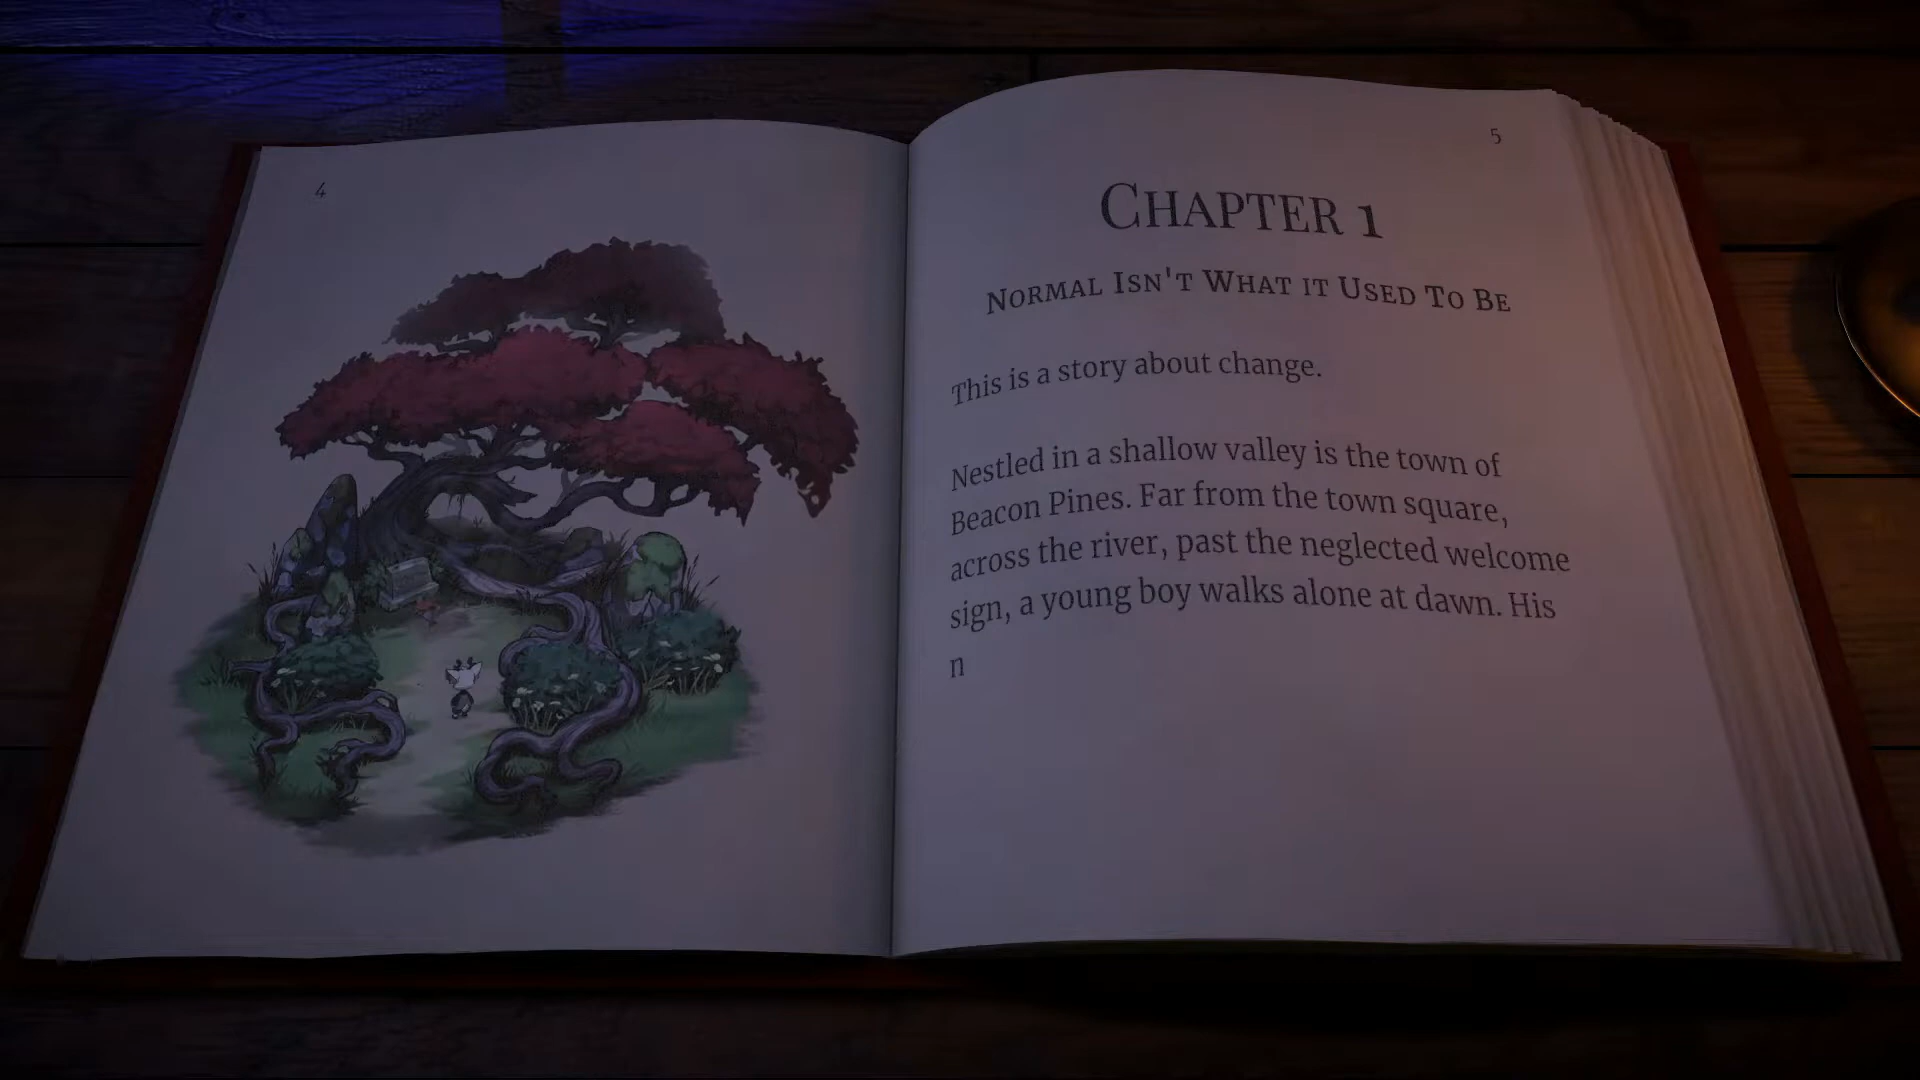 4
5
Chapter 1
Normal Isn't What it Used To Be
This is a story about change.
Nestled in a shallow valley is the town of
Beacon Pines. Far from the town square,
across the river, past the neglected welcome
sign, a young boy walks alone at dawn. His
n